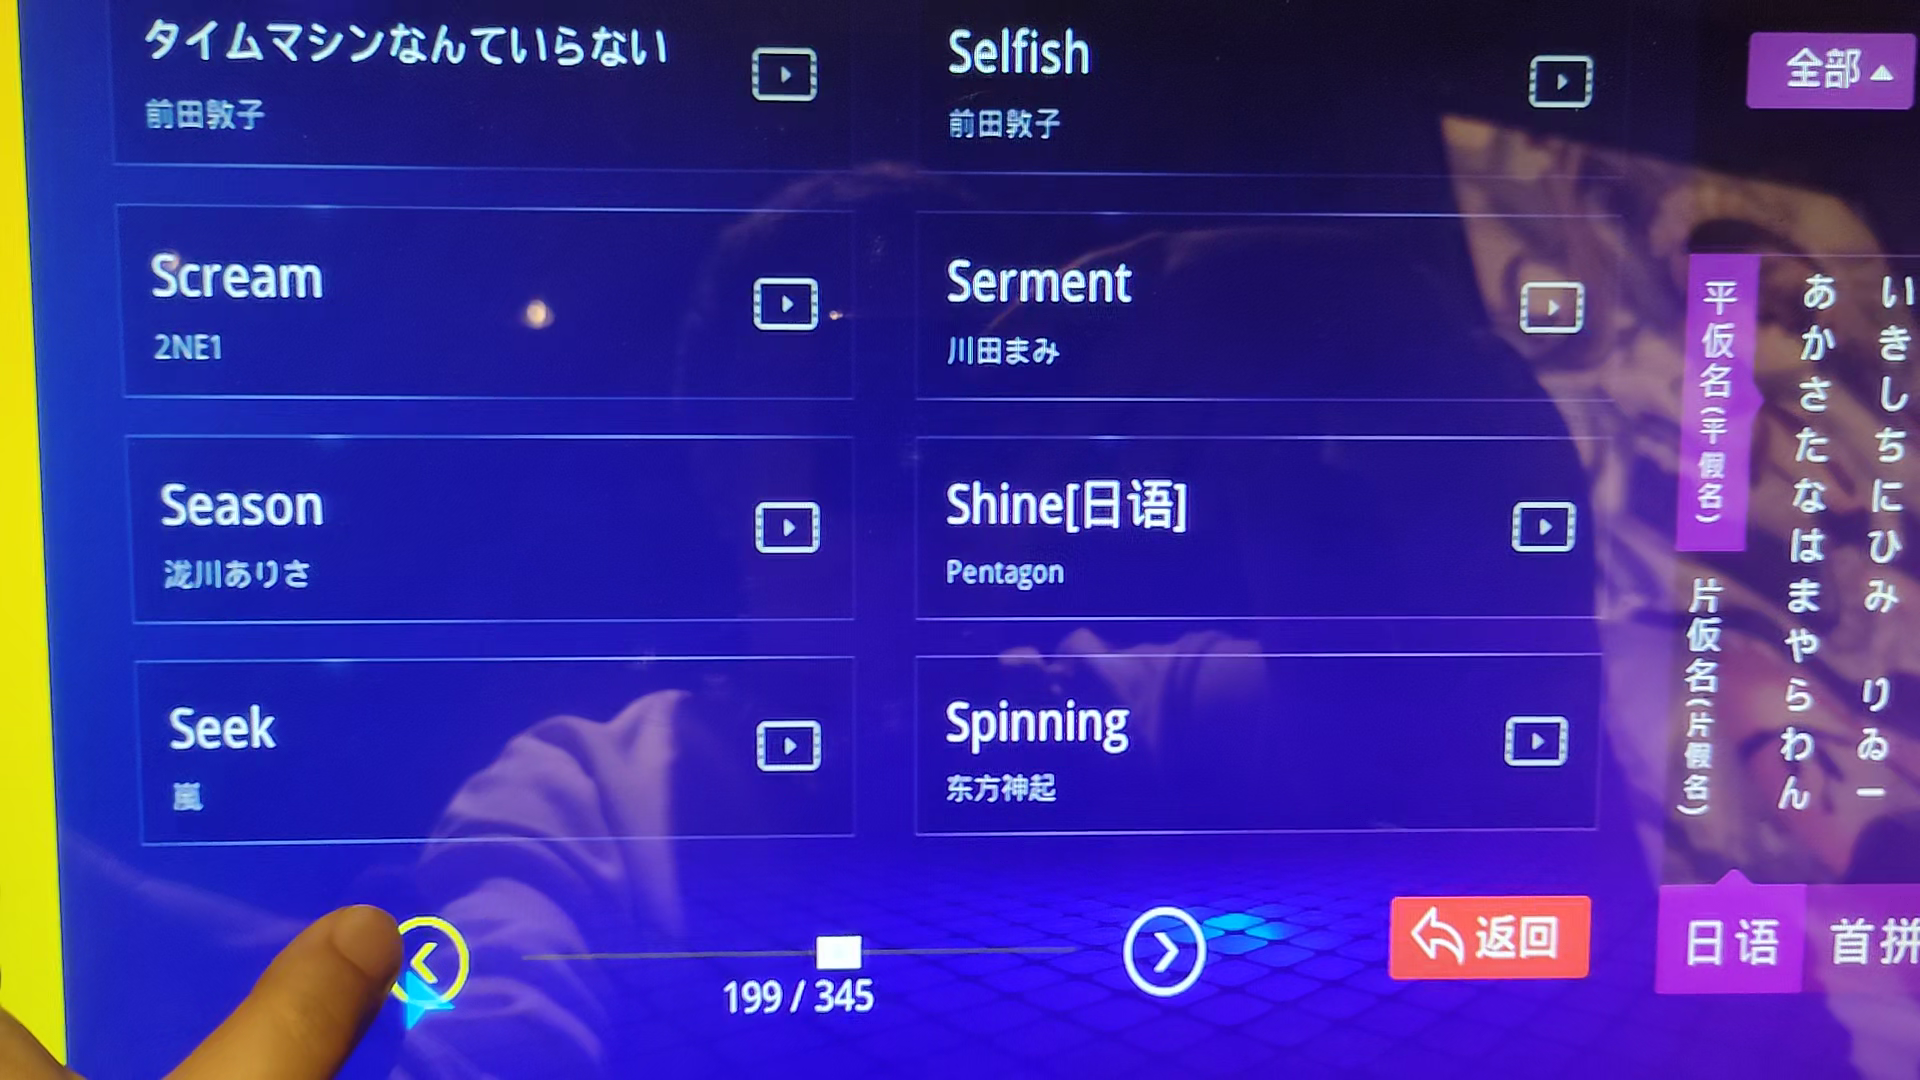 タイムマシンなんていらない
前田敦子
Selfish
前田敦子
Scream
2NE1
Serment
川田まみ
Season
泷川ありさ
Shine[日语]
Pentagon
Seek
嵐
Spinning
东方神起
199 / 345
返回
全部
平仮名(平假名)
片仮名(片假名)
あかさたなはまやらわん
いきしちにひみ りゐー
日语
首拼